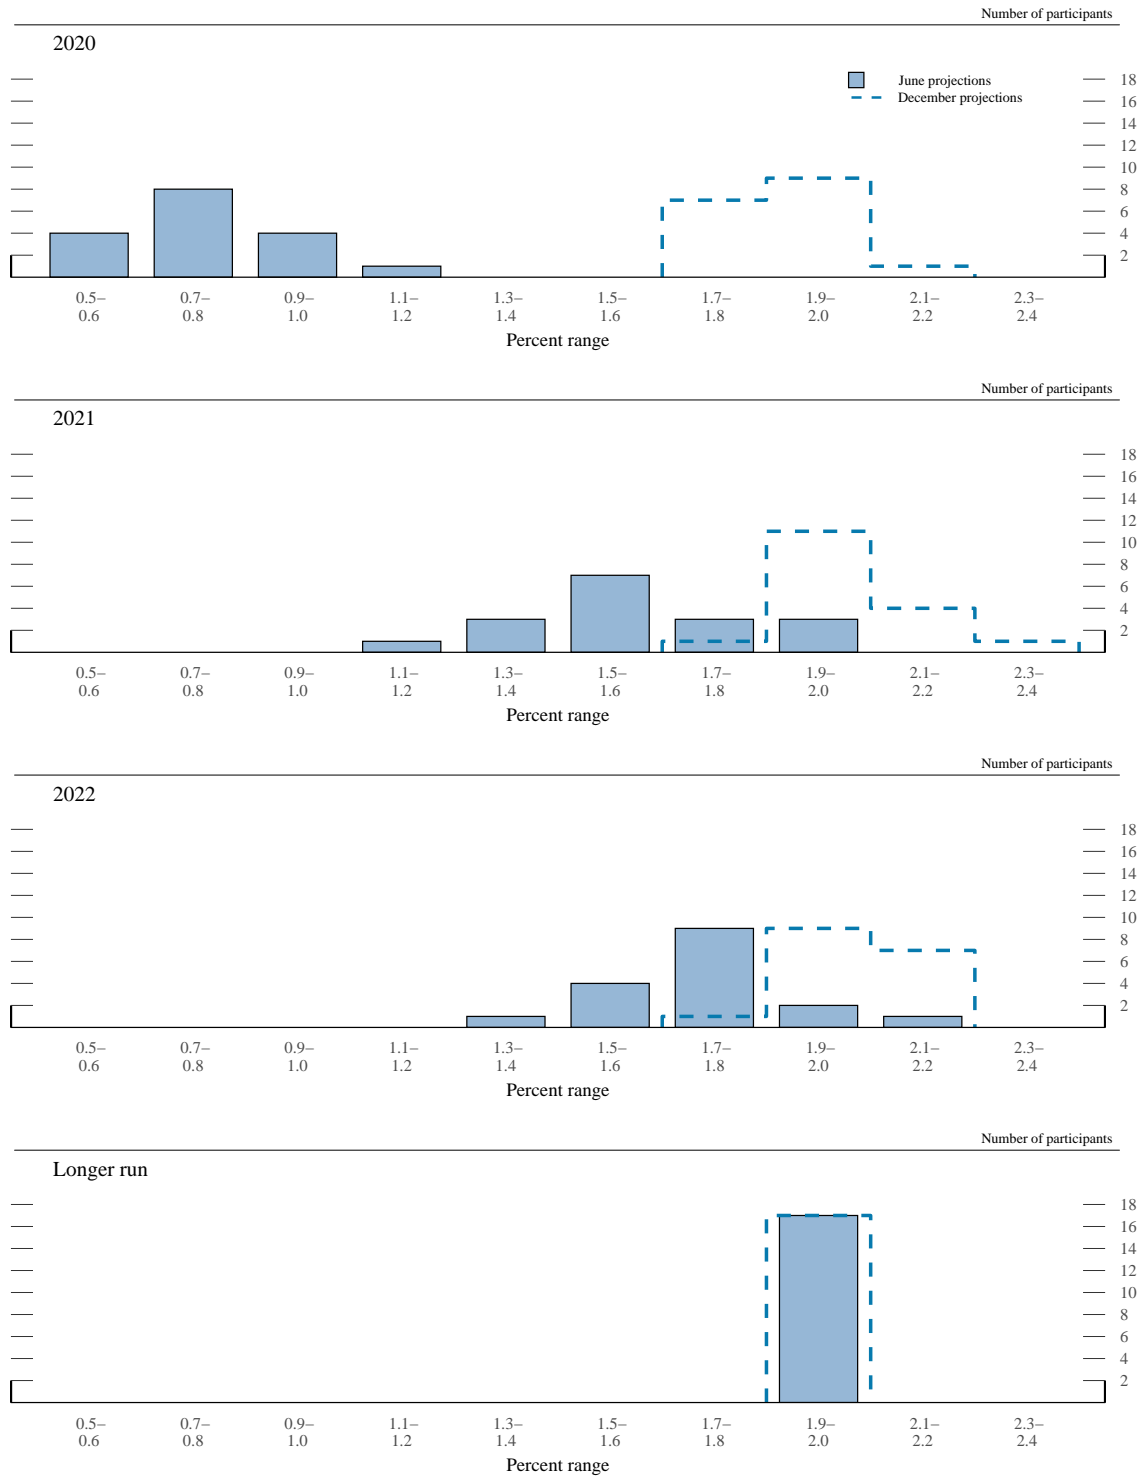 Number of participants
2020
June projections
December projections
18
16
14
12
10
8
6
4
2
0.5– 0.7– 0.9– 1.1– 1.3– 1.5– 1.7– 1.9– 2.1– 2.3–
0.6 0.8 1.0 1.2 1.4 1.6 1.8 2.0 2.2 2.4
Percent range
Number of participants
2021
18
16
14
12
10
8
6
4
2
0.5– 0.7– 0.9– 1.1– 1.3– 1.5– 1.7– 1.9– 2.1– 2.3–
0.6 0.8 1.0 1.2 1.4 1.6 1.8 2.0 2.2 2.4
Percent range
Number of participants
2022
18
16
14
12
10
8
6
4
2
0.5– 0.7– 0.9– 1.1– 1.3– 1.5– 1.7– 1.9– 2.1– 2.3–
0.6 0.8 1.0 1.2 1.4 1.6 1.8 2.0 2.2 2.4
Percent range
Number of participants
Longer run
18
16
14
12
10
8
6
4
2
0.5– 0.7– 0.9– 1.1– 1.3– 1.5– 1.7– 1.9– 2.1– 2.3–
0.6 0.8 1.0 1.2 1.4 1.6 1.8 2.0 2.2 2.4
Percent range